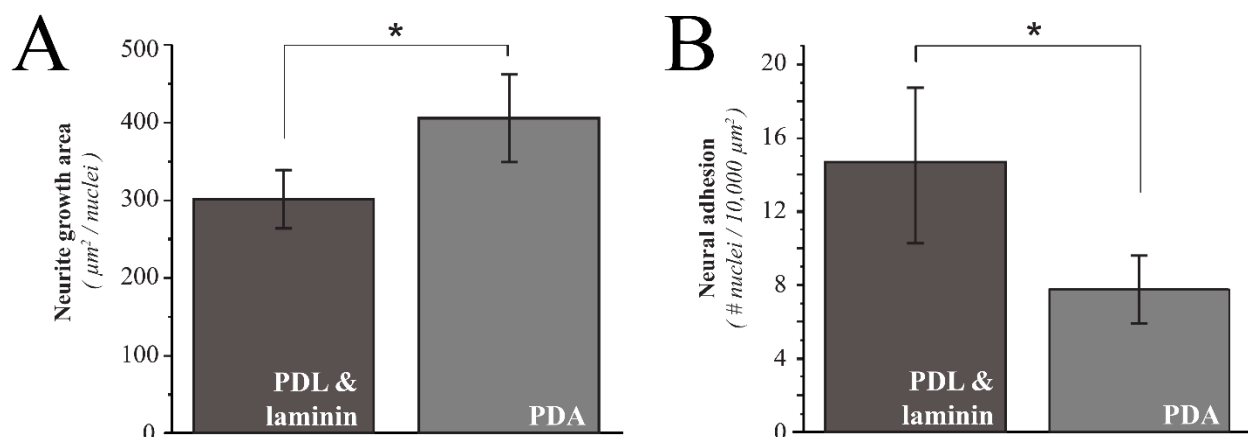 A
*
500
400
300
200
100
0
Neurite growth area
( µm² / nuclei)
PDL &
laminin
PDA
B
*
20
16
12
8
4
0
Neural adhesion
( # nuclei / 10,000 µm²)
PDL &
laminin
PDA